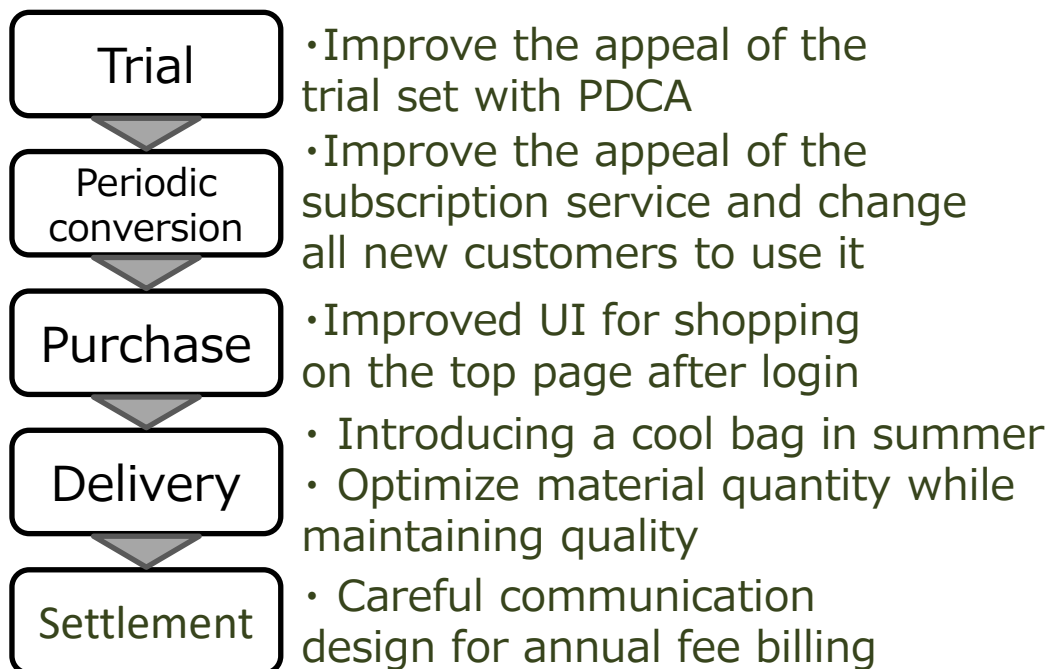 Trial
・Improve the appeal of the
trial set with PDCA
Periodic
conversion
・Improve the appeal of the
subscription service and change
all new customers to use it
Purchase
・Improved UI for shopping
on the top page after login
Delivery
・ Introducing a cool bag in summer
・ Optimize material quantity while
maintaining quality
Settlement
・ Careful communication
design for annual fee billing